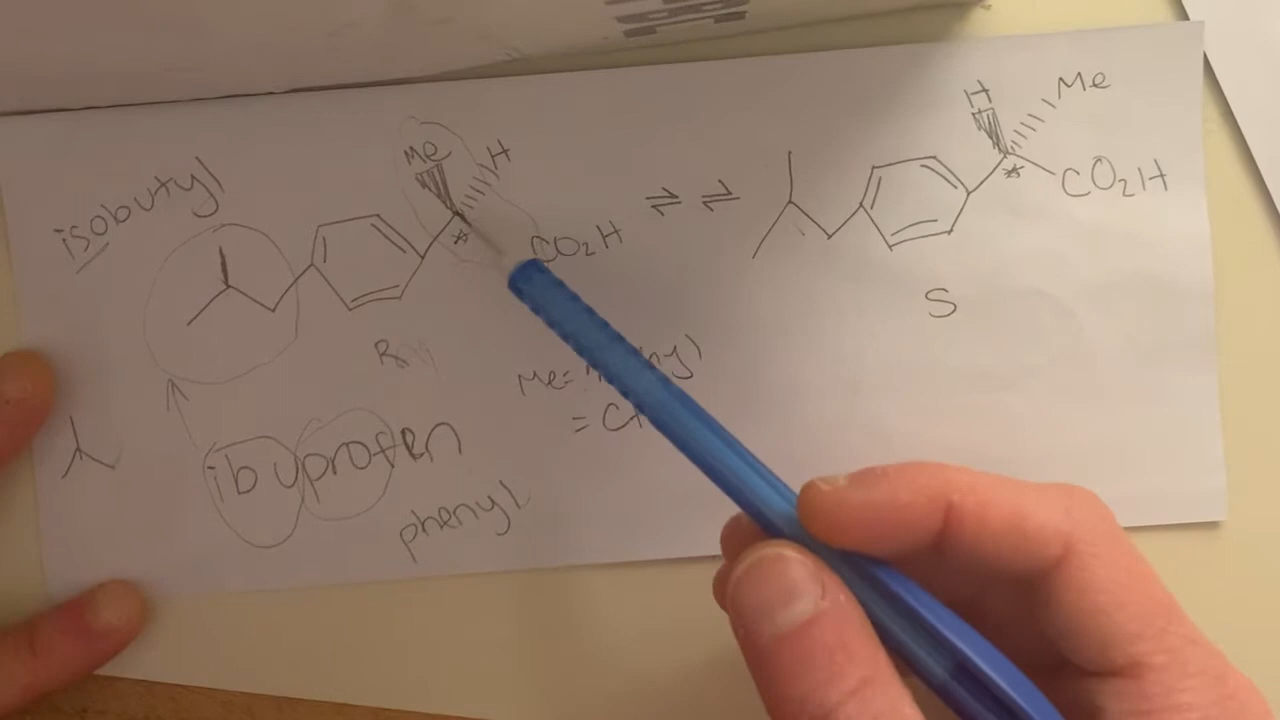 isobutyl
Me
H
*
CO2H
R
⇌ ⇌
H
Me
*
CO2H
S
Me=
= C
ibuprofen
phenyl